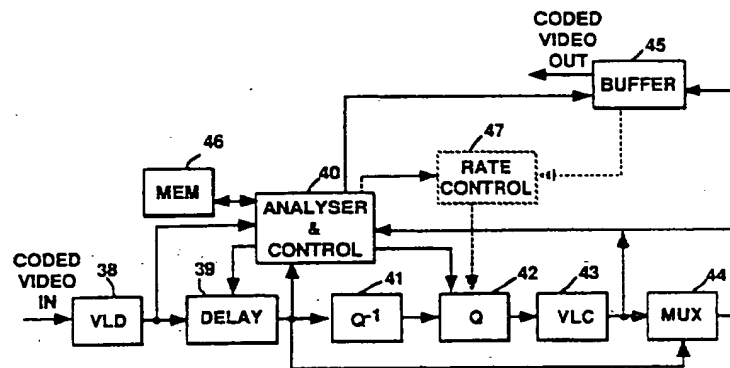 CODED
VIDEO
OUT
45
BUFFER
47
RATE
CONTROL
46
MEM
40
ANALYSER
&
CONTROL
CODED
VIDEO
IN
38
VLD
39
DELAY
41
Q-1
42
Q
43
VLC
44
MUX